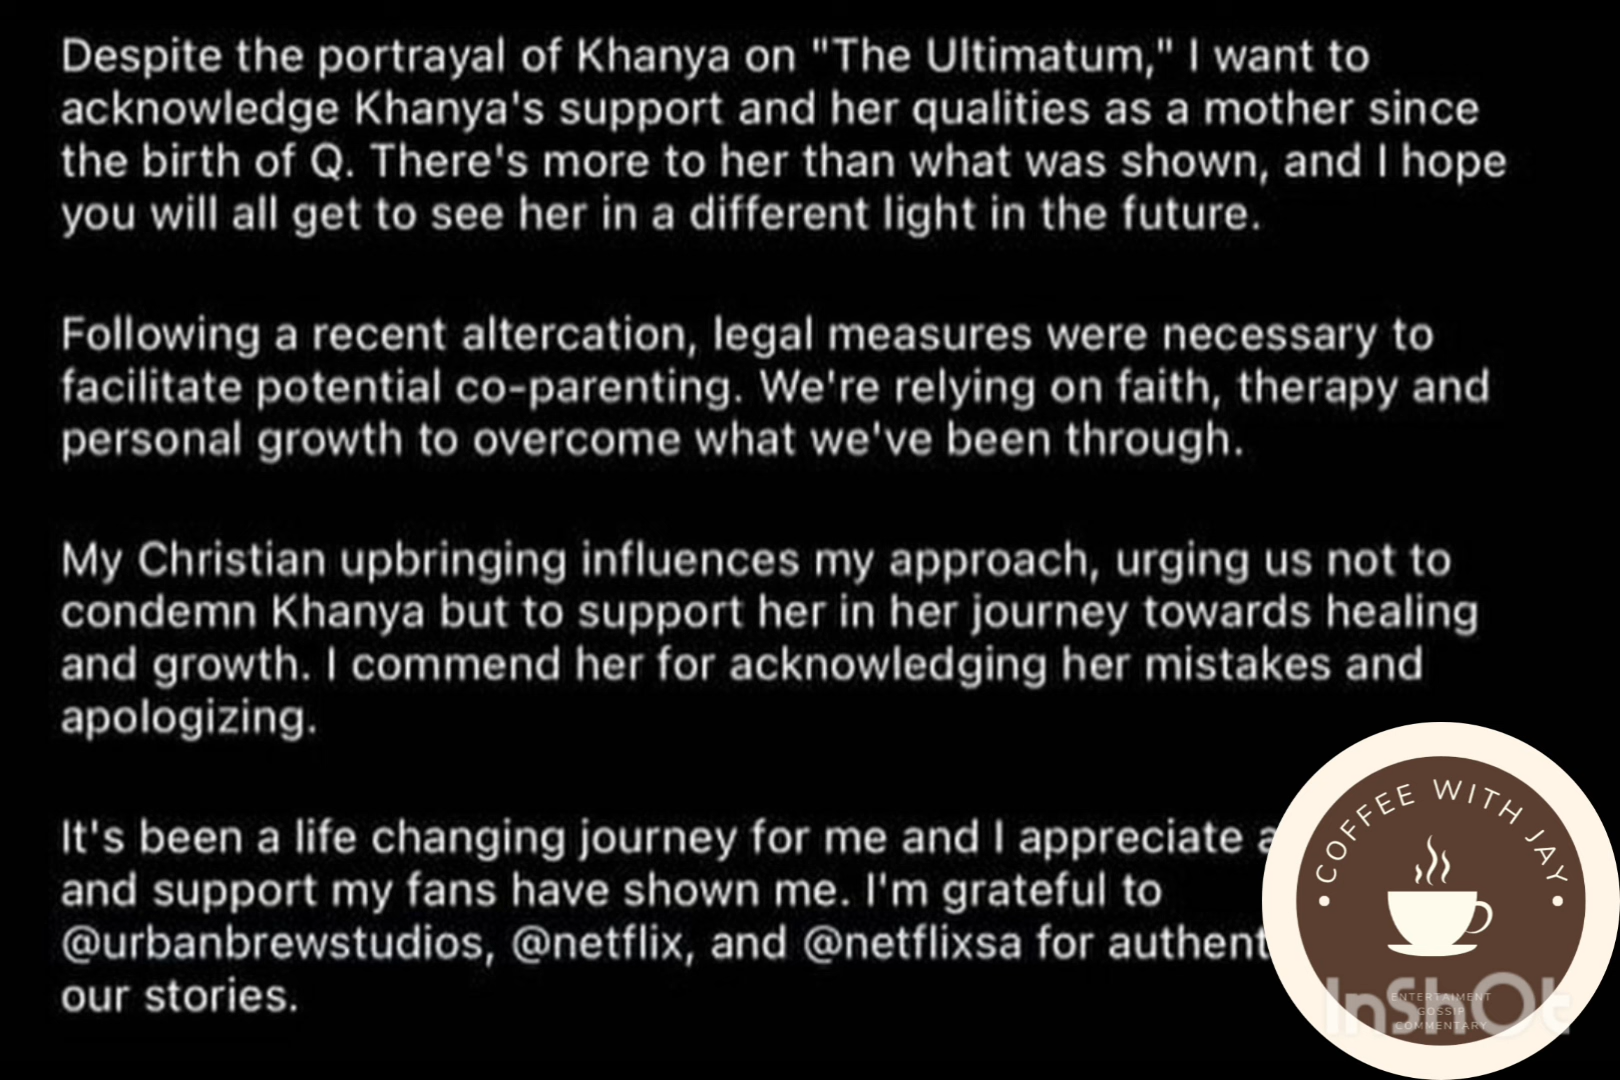 Despite the portrayal of Khanya on "The Ultimatum," I want to
acknowledge Khanya's support and her qualities as a mother since
the birth of Q. There's more to her than what was shown, and I hope
you will all get to see her in a different light in the future.
Following a recent altercation, legal measures were necessary to
facilitate potential co-parenting. We're relying on faith, therapy and
personal growth to overcome what we've been through.
My Christian upbringing influences my approach, urging us not to
condemn Khanya but to support her in her journey towards healing
and growth. I commend her for acknowledging her mistakes and
apologizing.
It's been a life changing journey for me and I appreciate
and support my fans have shown me. I'm grateful to
@urbanbrewstudios, @netflix, and @netflixsa for
our stories.
COFFEE WITH JAY
ENTERTAIMENT
GOSSIP
COMMENTARY
InShOt